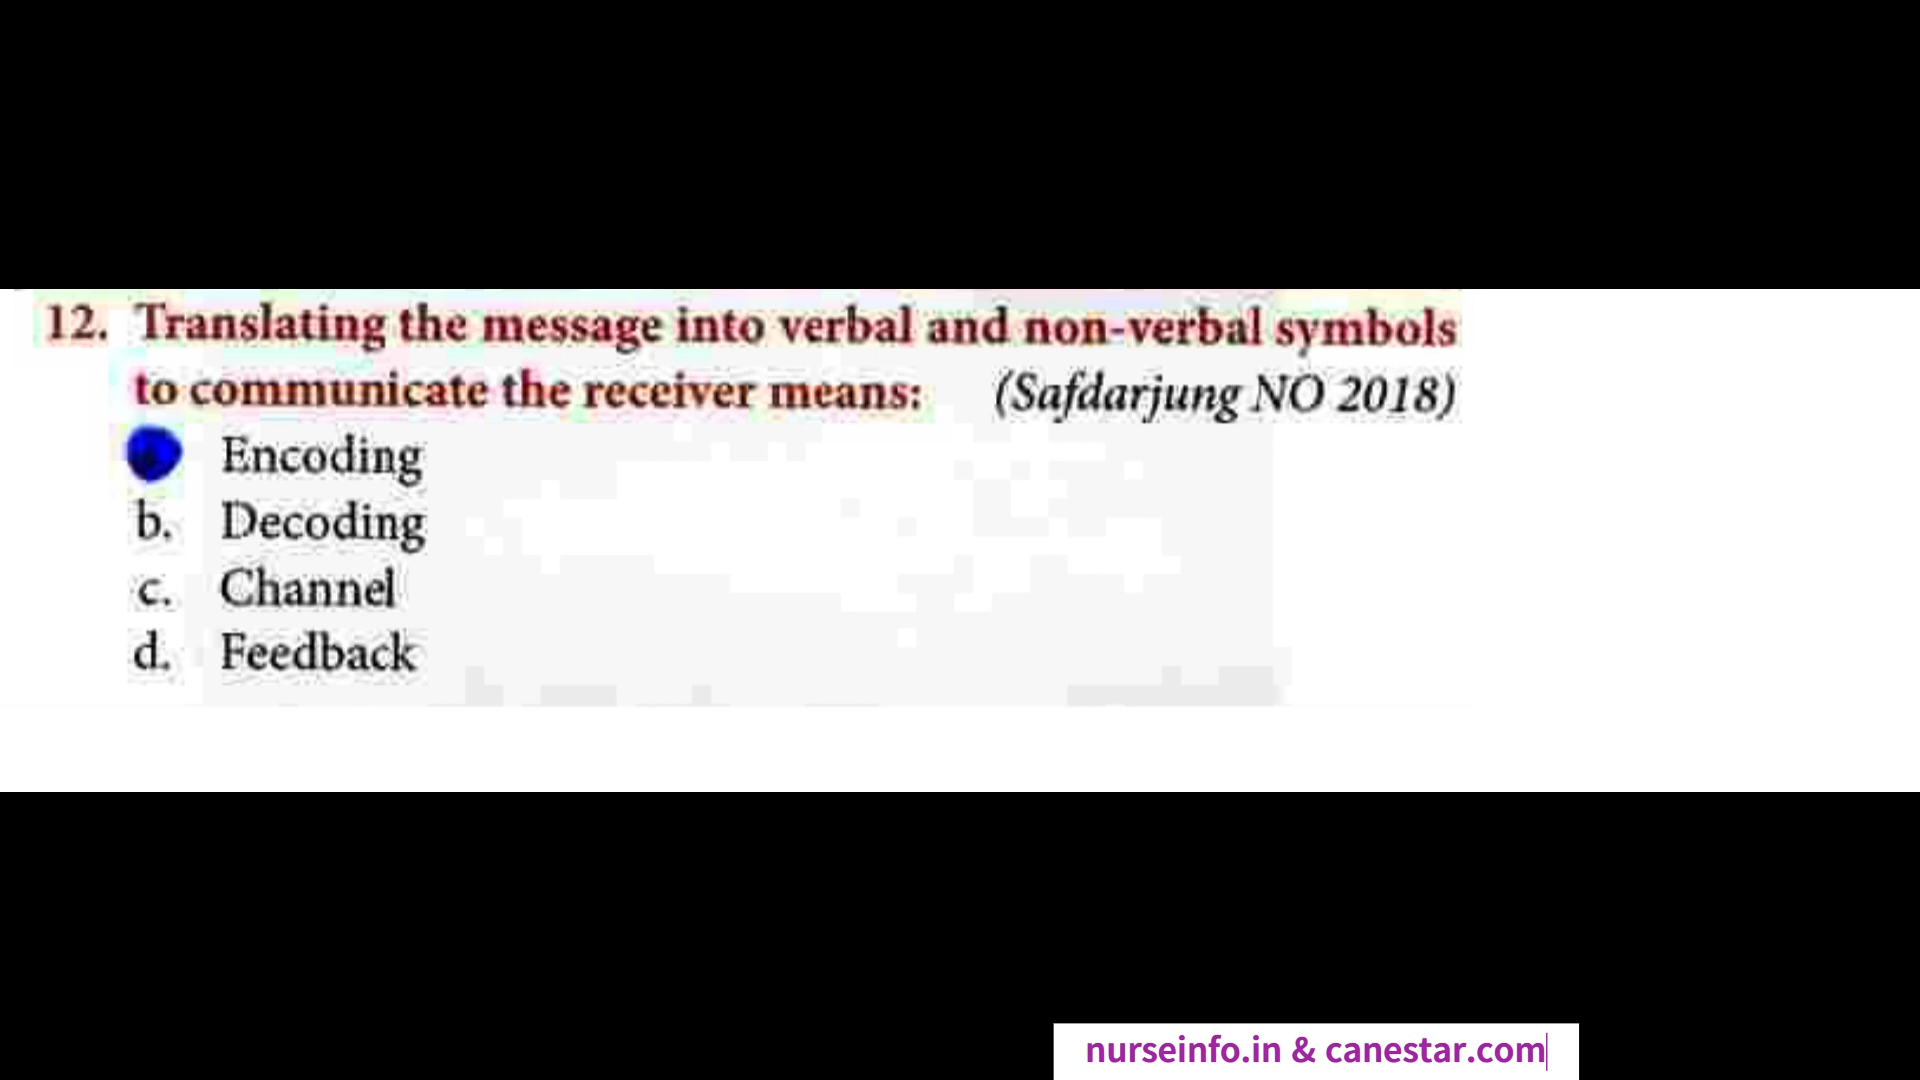 12. Translating the message into verbal and non-verbal symbols
to communicate the receiver means: (Safdarjung NO 2018)
Encoding
b. Decoding
c. Channel
d. Feedback
nurseinfo.in & canestar.com